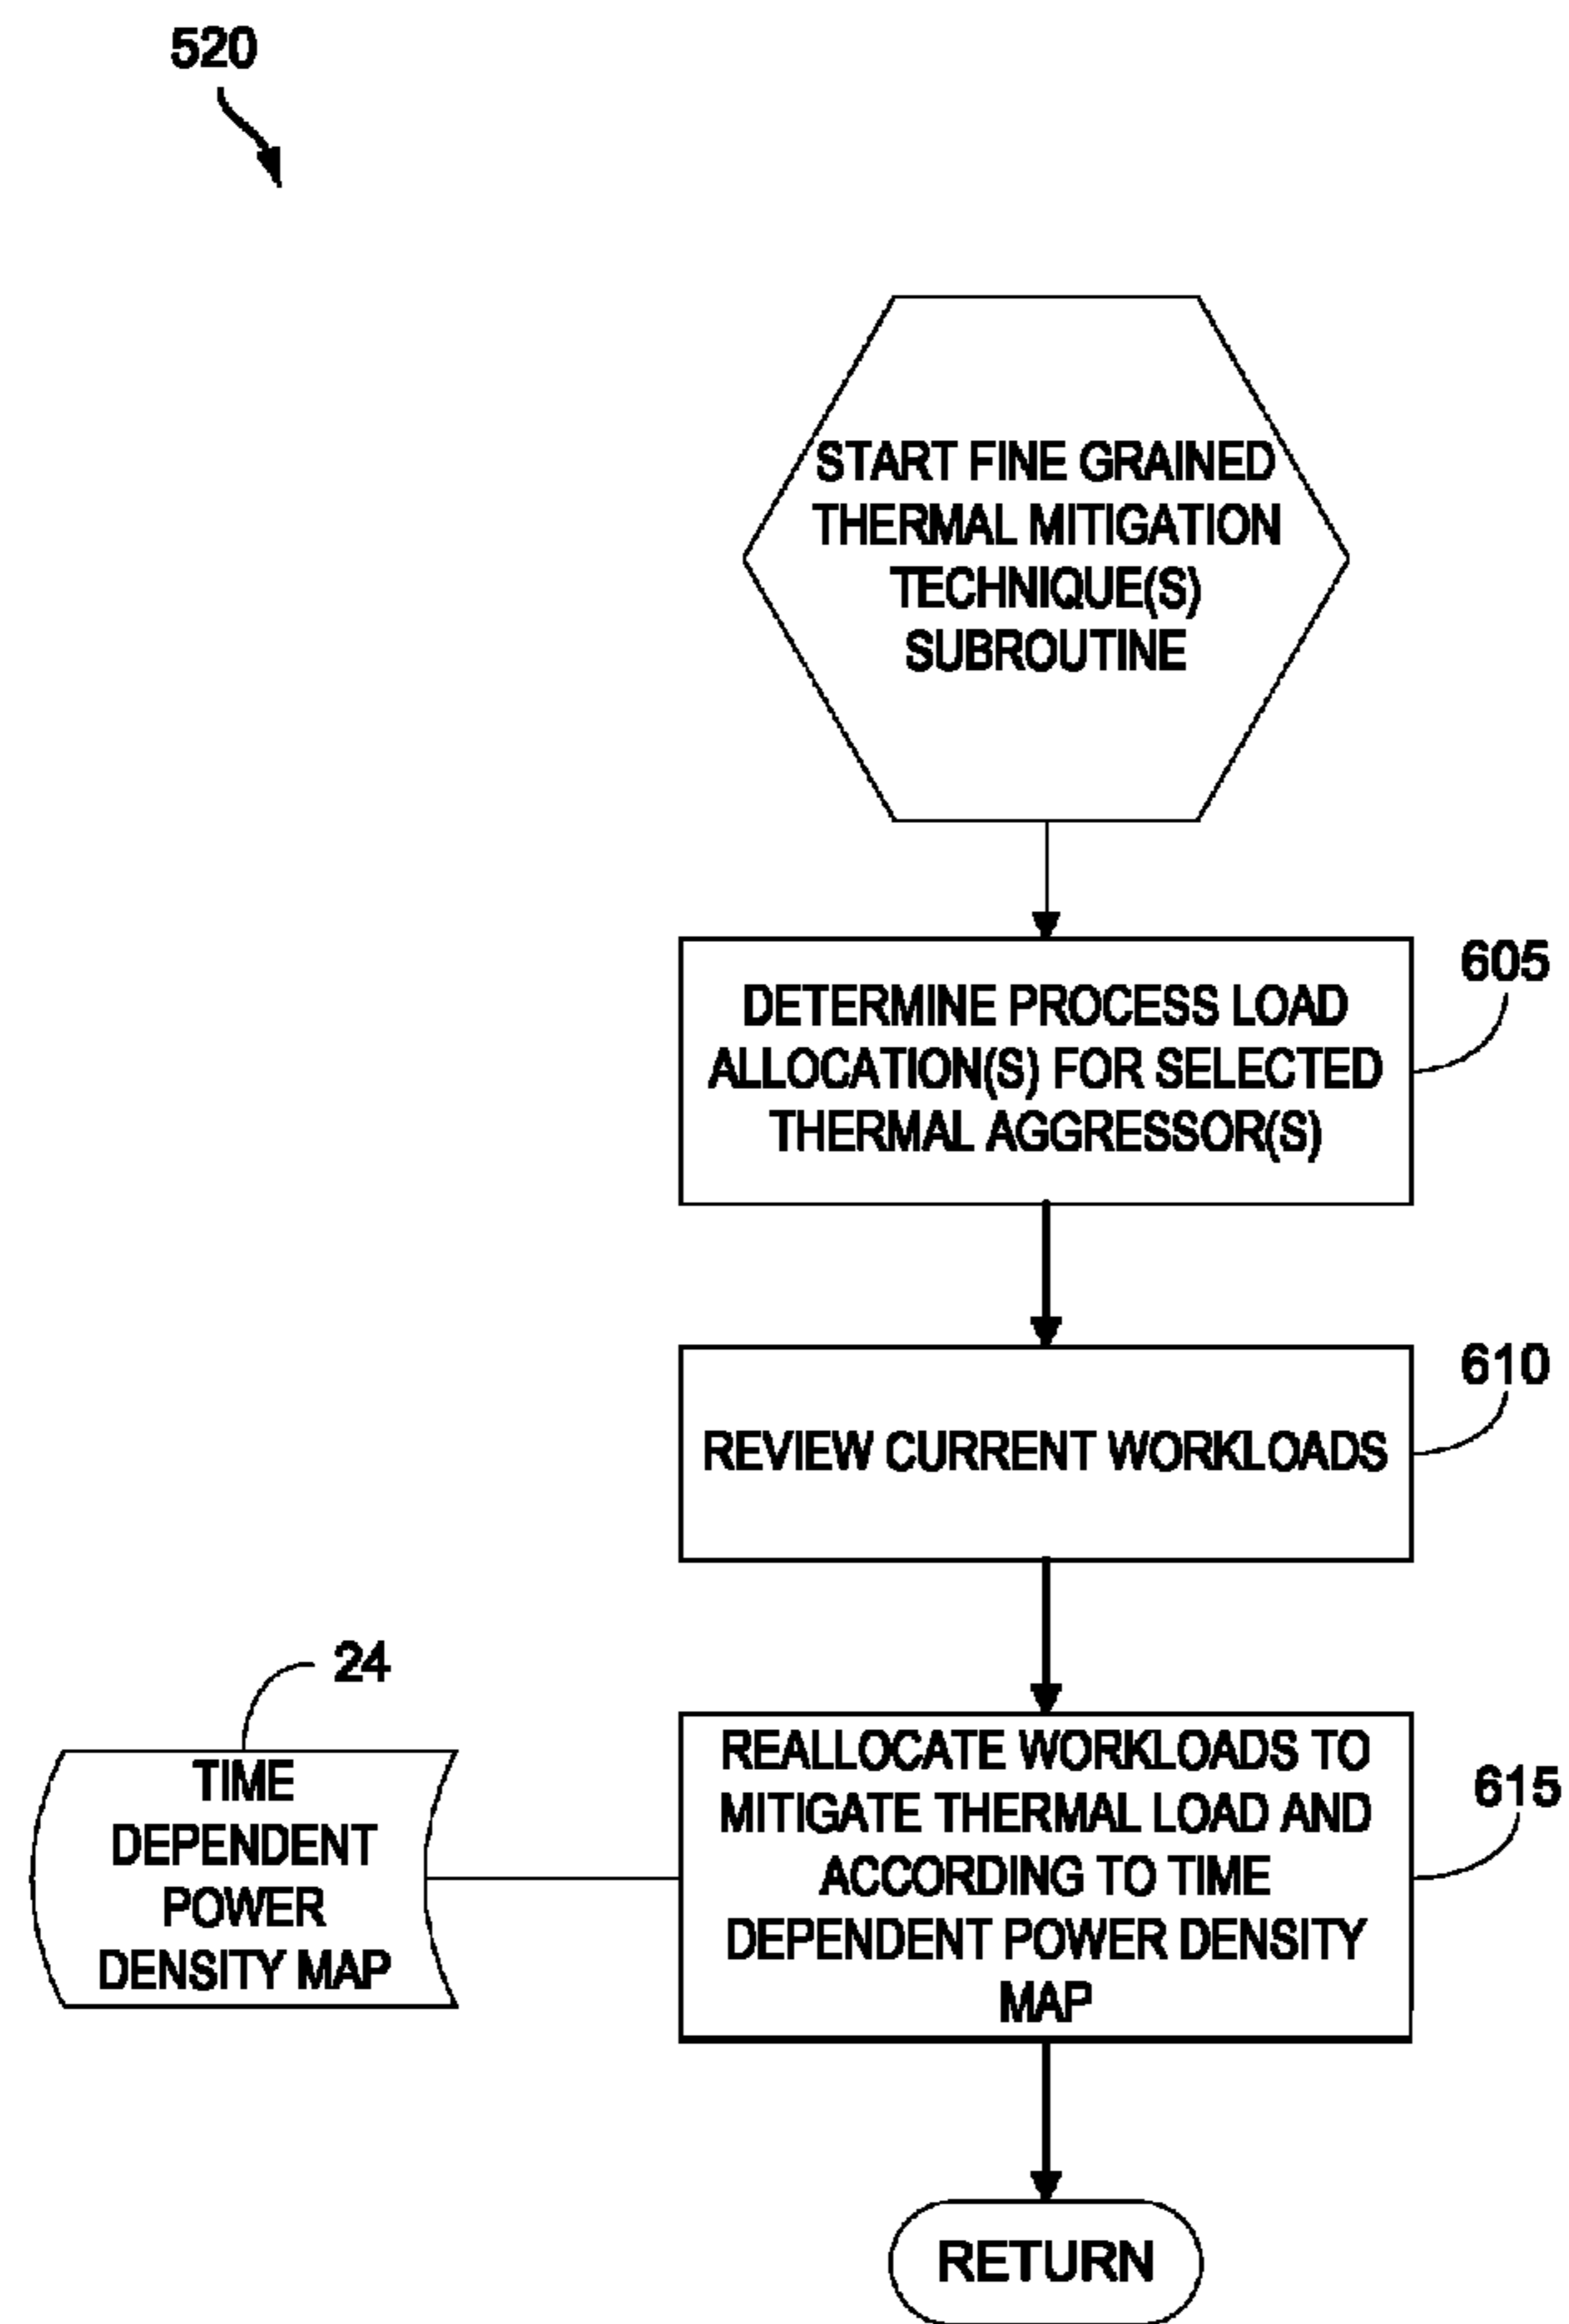 520
START FINE GRAINED
THERMAL MITIGATION
TECHNIQUE(S)
SUBROUTINE
605
DETERMINE PROCESS LOAD
ALLOCATION(S) FOR SELECTED
THERMAL AGGRESSOR(S)
610
REVIEW CURRENT WORKLOADS
24
TIME
DEPENDENT
POWER
DENSITY MAP
REALLOCATE WORKLOADS TO
MITIGATE THERMAL LOAD AND
ACCORDING TO TIME
DEPENDENT POWER DENSITY
MAP
615
RETURN